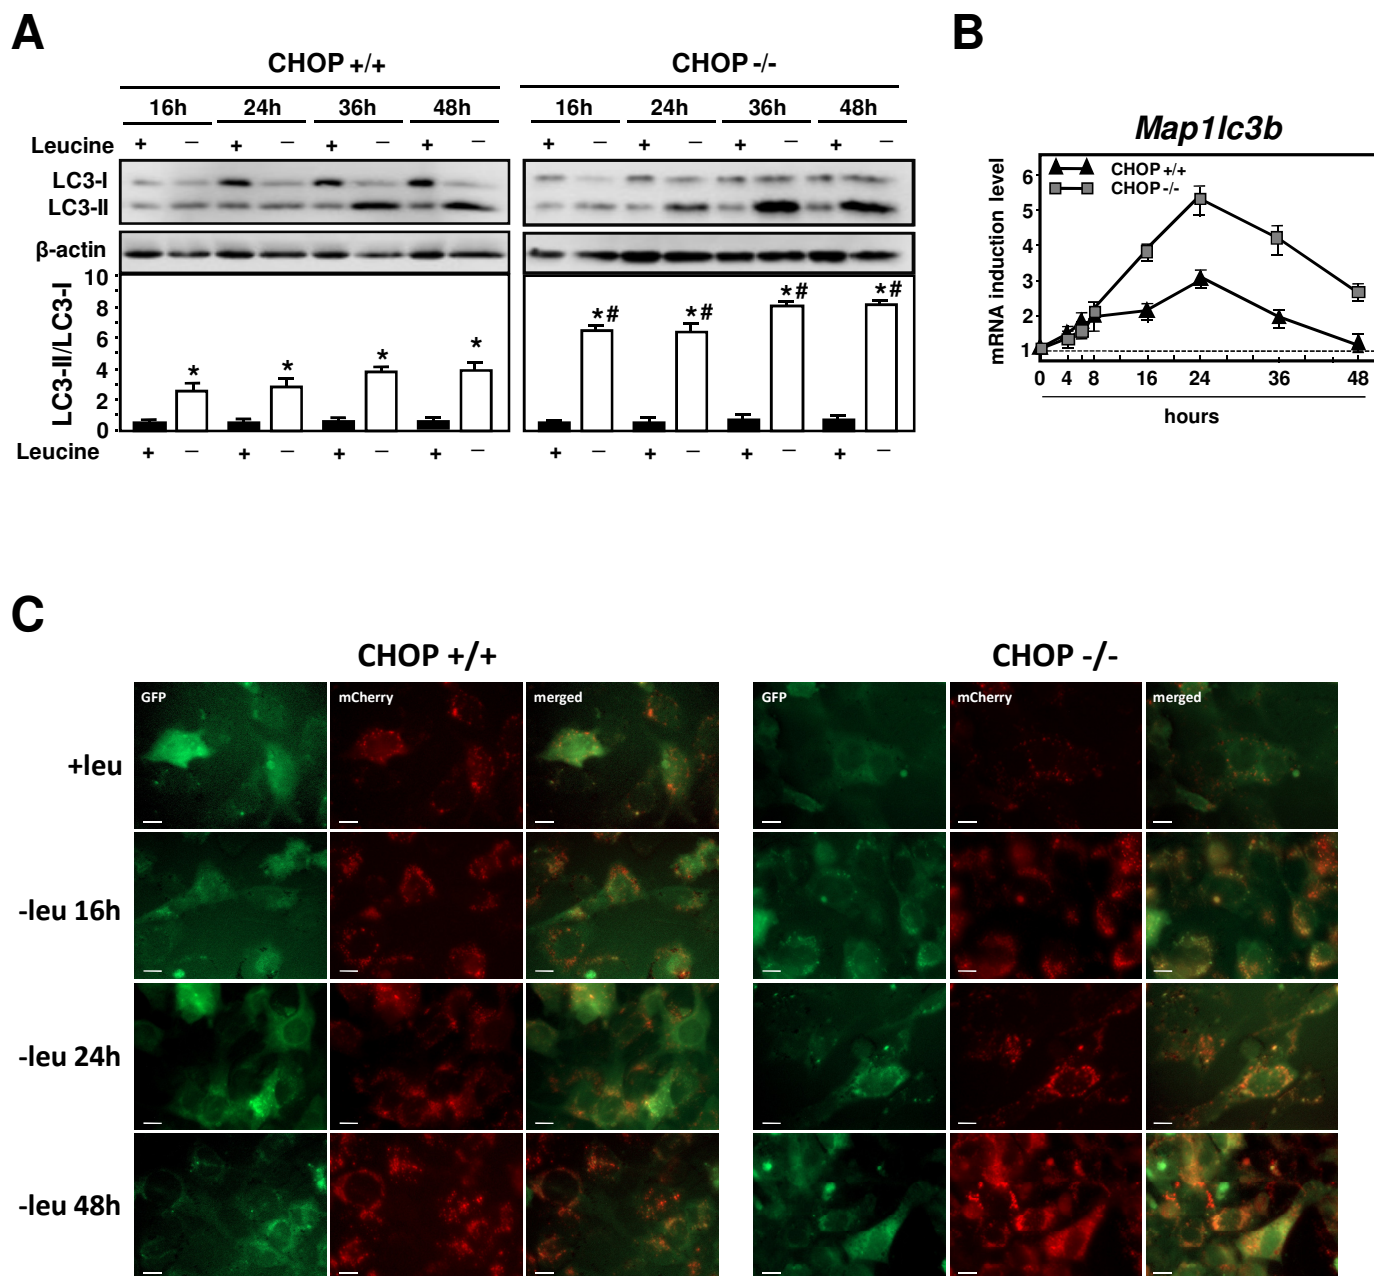 A
CHOP +/+
CHOP -/-
16h 24h 36h 48h
16h 24h 36h 48h
Leucine + – + – + – + –
+ – + – + – + –
LC3-I
LC3-II
β-actin
LC3-II/LC3-I
10
8
6
4
2
0
* * * *
*# *# *# *#
Leucine + – + – + – + –
+ – + – + – + –
B
Map1lc3b
CHOP +/+
CHOP -/-
mRNA induction level
6
5
4
3
2
1
0 4 8 16 24 36 48
hours
C
CHOP +/+
CHOP -/-
GFP mCherry merged
GFP mCherry merged
+leu
-leu 16h
-leu 24h
-leu 48h